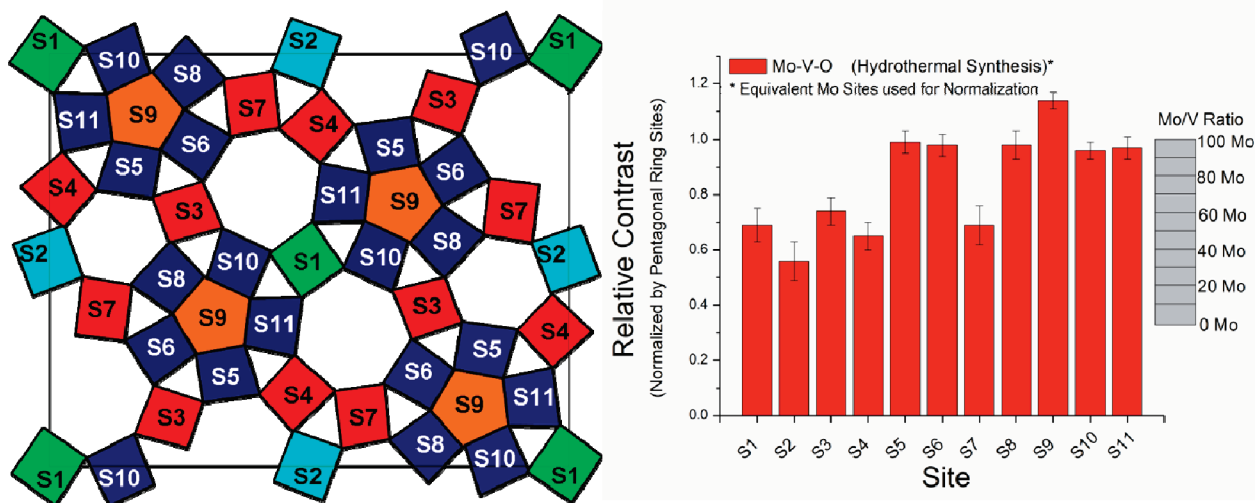 S1
S10
S8
S2
S10
S1
S9
S7
S3
S11
S4
S6
S5
S5
S6
S4
S11
S9
S7
S3
S8
S2
S10
S1
S2
S8
S10
S3
S7
S9
S11
S4
S6
S5
S5
S6
S4
S11
S3
S7
S9
S8
S1
S10
S2
S10
S1
Relative Contrast
(Normalized by Pentagonal Ring Sites)
Mo-V-O (Hydrothermal Synthesis)*
* Equivalent Mo Sites used for Normalization
1.2
1.0
0.8
0.6
0.4
0.2
0.0
S1 S2 S3 S4 S5 S6 S7 S8 S9 S10 S11
Site
Mo/V Ratio
100 Mo
80 Mo
60 Mo
40 Mo
20 Mo
0 Mo